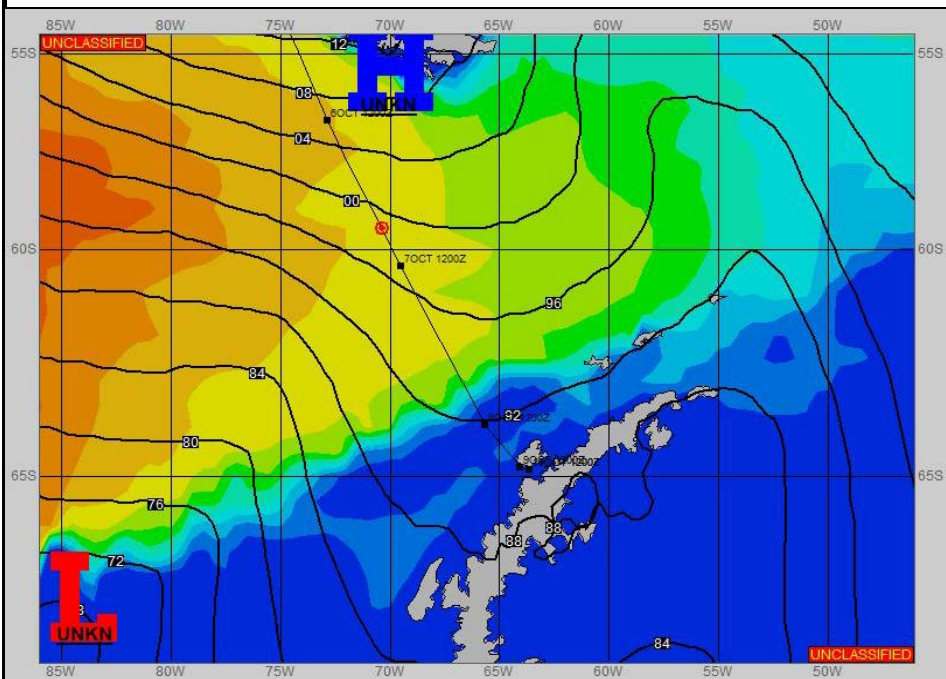 85W 80W 75W 70W 65W 60W 55W 50W
UNCLASSIFIED
55S 55S
12
H
UNKN
08
04
00
7OCT 1200Z
60S 60S
96
84
92
80
65S 65S
76
88
88
72
L
UNKN
84
UNCLASSIFIED
85W 80W 75W 70W 65W 60W 55W 50W